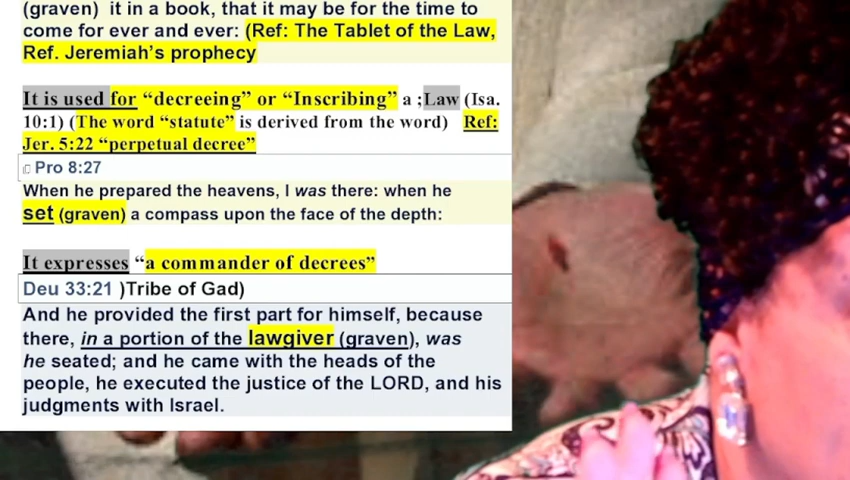 (graven) it in a book, that it may be for the time to
come for ever and ever: (Ref: The Tablet of the Law,
Ref. Jeremiah's prophecy
It is used for "decreeing" or "Inscribing" a ;Law (Isa.
10:1) (The word "statute" is derived from the word) Ref:
Jer. 5:22 "perpetual decree"
Pro 8:27
When he prepared the heavens, I was there: when he
set (graven) a compass upon the face of the depth:
It expresses "a commander of decrees"
Deu 33:21 )Tribe of Gad)
And he provided the first part for himself, because
there, in a portion of the lawgiver (graven), was
he seated; and he came with the heads of the
people, he executed the justice of the LORD, and his
judgments with Israel.